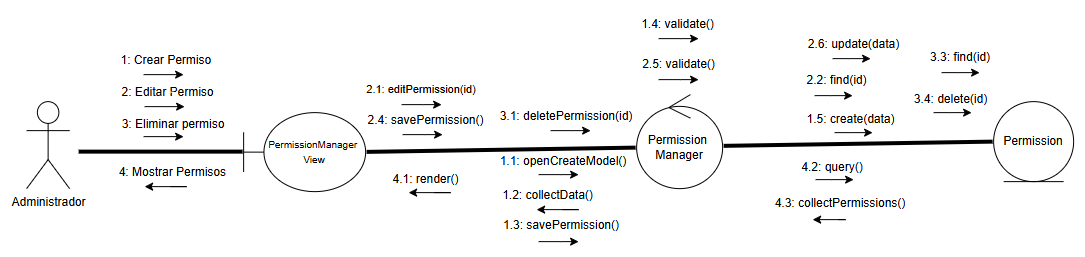 1.4: validate()
2.5: validate()
2.6: update(data)
3.3: find(id)
1: Crear Permiso
2.2: find(id)
2: Editar Permiso
2.1: editPermission(id)
3.4: delete(id)
3: Eliminar permiso
2.4: savePermission()
3.1: deletePermission(id)
1.5: create(data)
PermissionManager
View
Permission
Manager
Permission
4: Mostrar Permisos
4.1: render()
1.1: openCreateModel()
4.2: query()
1.2: collectData()
4.3: collectPermissions()
Administrador
1.3: savePermission()